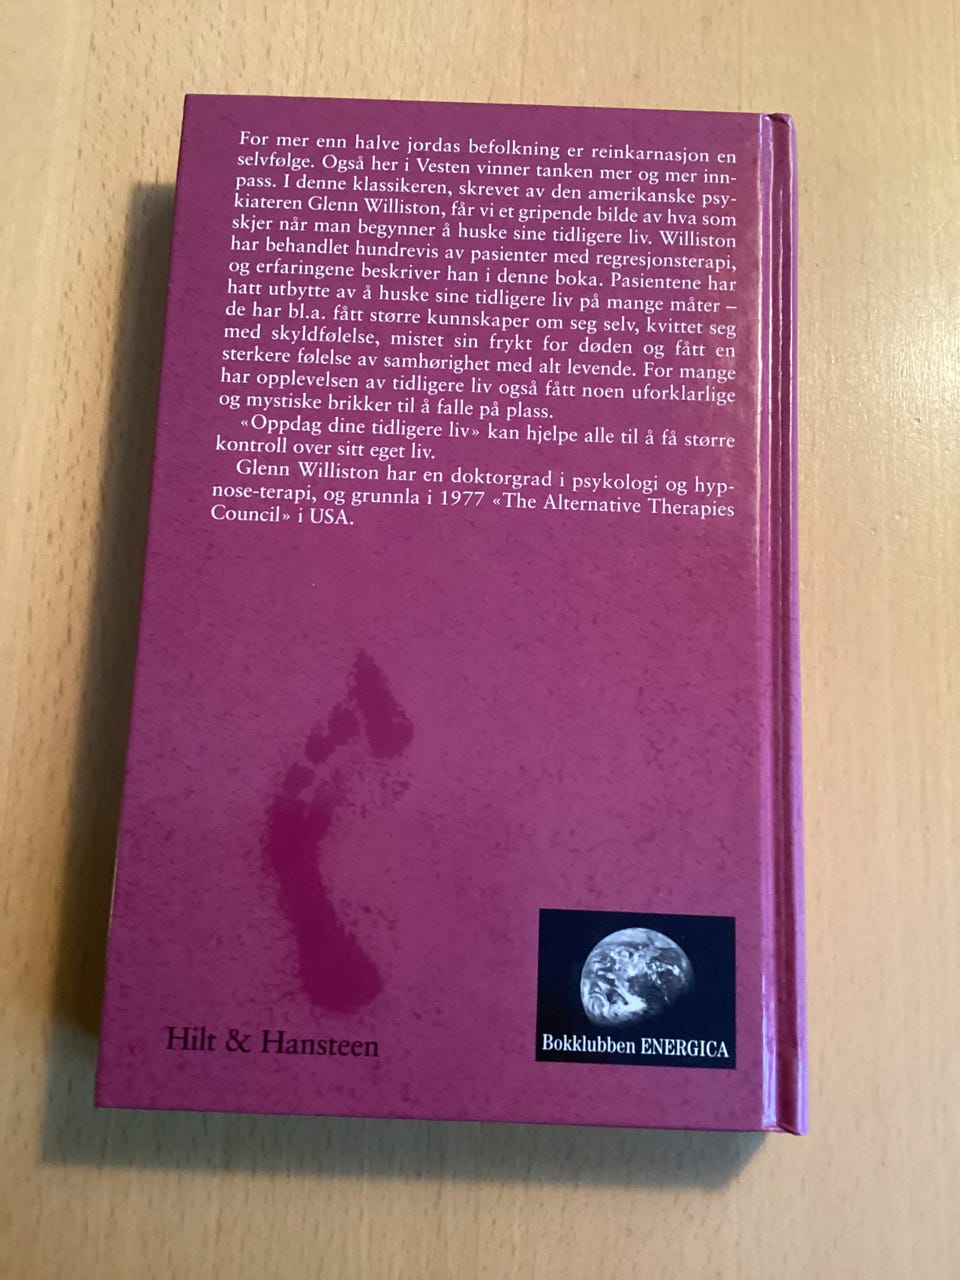 For mer enn halve jordas befolkning er reinkarnasjon en
selvfølge. Også her i Vesten vinner tanken mer og mer inn-
pass. I denne klassikeren, skrevet av den amerikanske psy-
kiateren Glenn Williston, får vi et gripende bilde av hva som
skjer når man begynner å huske sine tidligere liv. Williston
har behandlet hundrevis av pasienter med regresjonsterapi,
og erfaringene beskriver han i denne boka. Pasientene har
hatt utbytte av å huske sine tidligere liv på mange måter –
de har bl.a. fått større kunnskaper om seg selv, kvittet seg
med skyldfølelse, mistet sin frykt for døden og fått en
sterkere følelse av samhørighet med alt levende. For mange
har opplevelsen av tidligere liv også fått noen uforklarlige
og mystiske brikker til å falle på plass.
«Oppdag dine tidligere liv» kan hjelpe alle til å få større
kontroll over sitt eget liv.
Glenn Williston har en doktorgrad i psykologi og hyp-
nose-terapi, og grunnla i 1977 «The Alternative Therapies
Council» i USA.
Hilt & Hansteen
Bokklubben ENERGICA